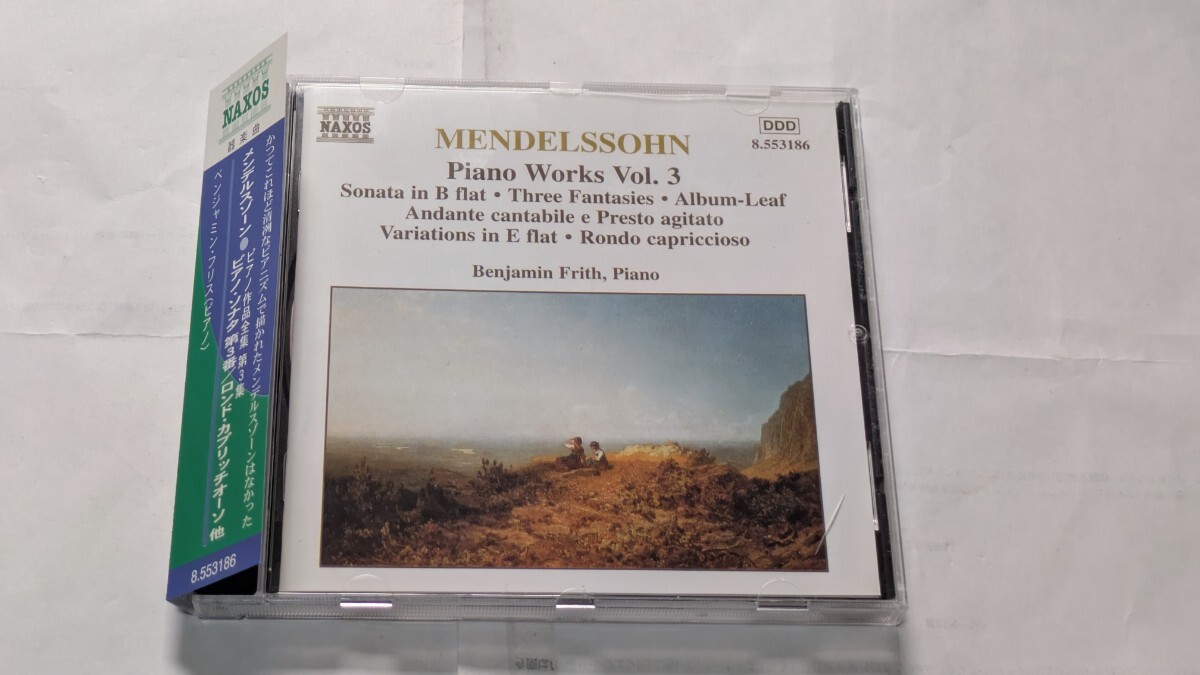 NAXOS
器楽曲
かつてこれほど清冽なピアニズムで描かれたメンデルスゾーンはなかった
メンデルスゾーン●ピアノ作品全集 第3集
ピアノ・ソナタ 第3番/ロンド・カプリッチオーソ 他
ベンジャミン・フリス(ピアノ)
8.553186
NAXOS
MENDELSSOHN
DDD
8.553186
Piano Works Vol. 3
Sonata in B flat • Three Fantasies • Album-Leaf
Andante cantabile e Presto agitato
Variations in E flat • Rondo capriccioso
Benjamin Frith, Piano